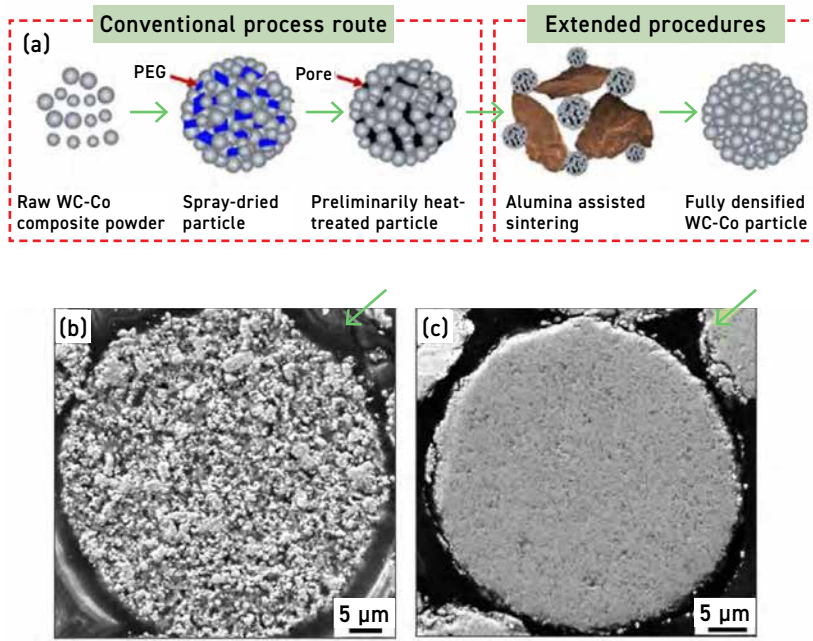 Conventional process route
Extended procedures
(a)
PEG
Pore
Raw WC-Co
composite powder
Spray-dried
particle
Preliminarily heat-
treated particle
Alumina assisted
sintering
Fully densified
WC-Co particle
(b)
5 µm
(c)
5 µm